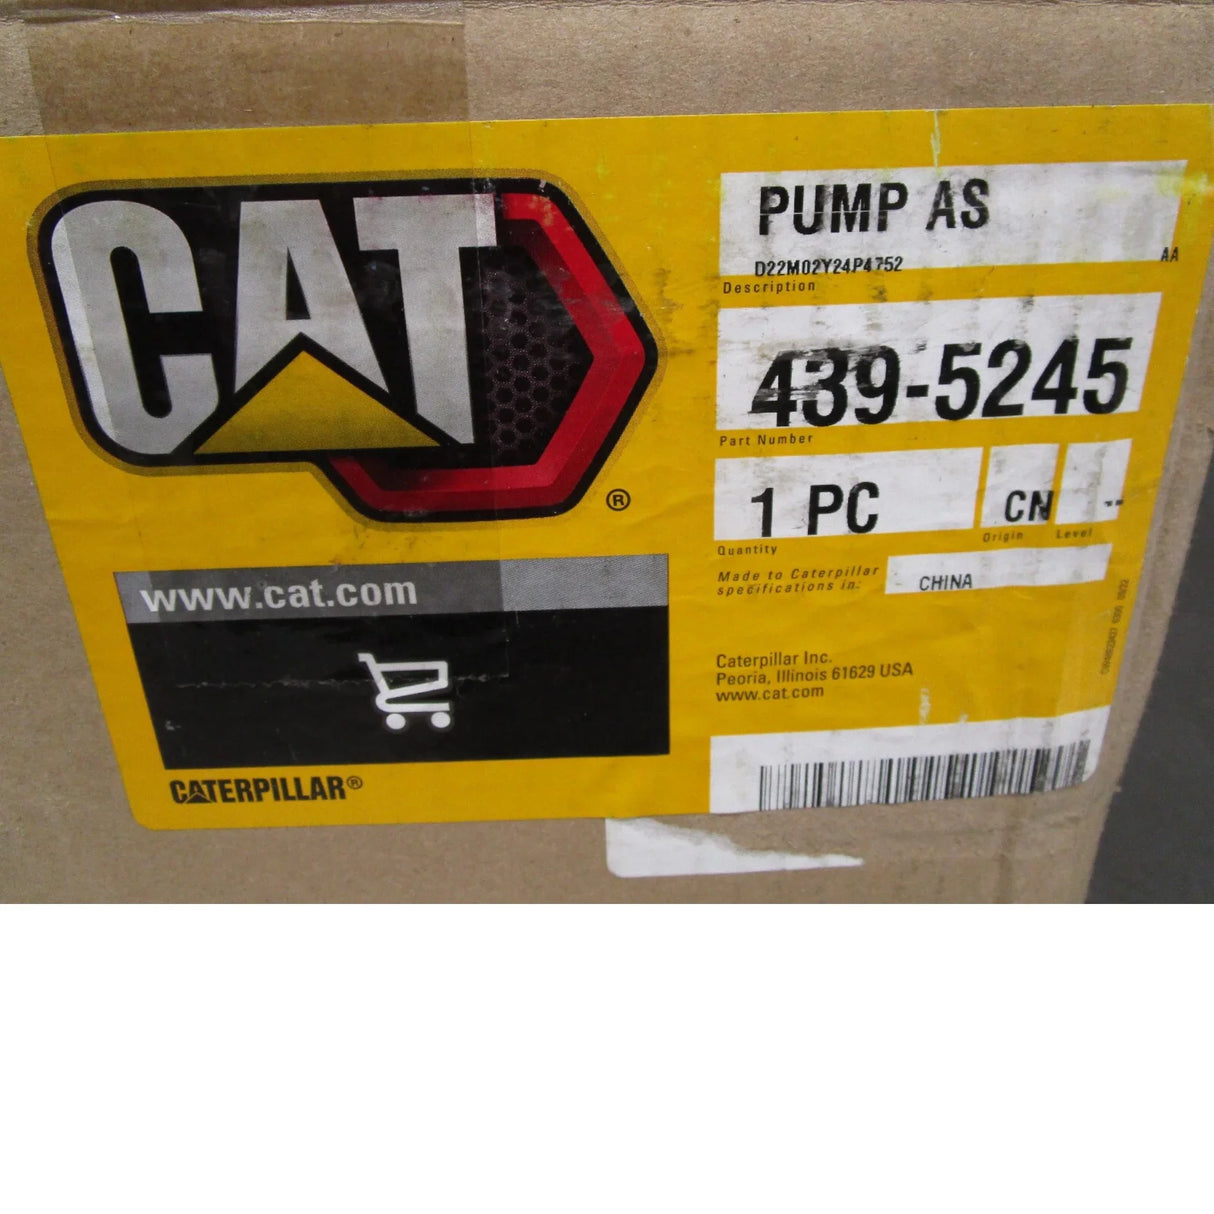 CAT
®
www.cat.com
CATERPILLAR®
PUMP AS
D22M02Y24P4752
AA
Description
439-5245
Part Number
1 PC
CN
--
Quantity
Origin
Level
Made to Caterpillar
specifications in:
CHINA
Caterpillar Inc.
Peoria, Illinois 61629 USA
www.cat.com